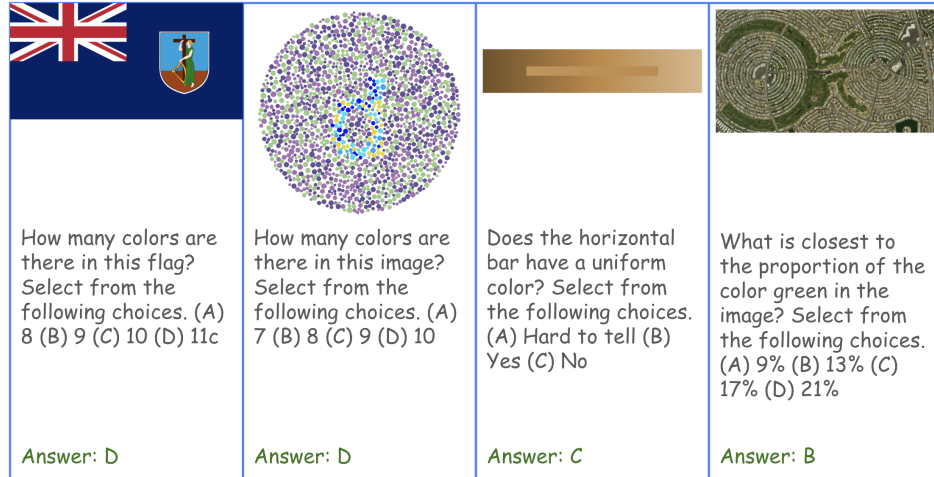 How many colors are
there in this flag?
Select from the
following choices. (A)
8 (B) 9 (C) 10 (D) 11c
Answer: D
How many colors are
there in this image?
Select from the
following choices. (A)
7 (B) 8 (C) 9 (D) 10
Answer: D
Does the horizontal
bar have a uniform
color? Select from
the following choices.
(A) Hard to tell (B)
Yes (C) No
Answer: C
What is closest to
the proportion of the
color green in the
image? Select from
the following choices.
(A) 9% (B) 13% (C)
17% (D) 21%
Answer: B